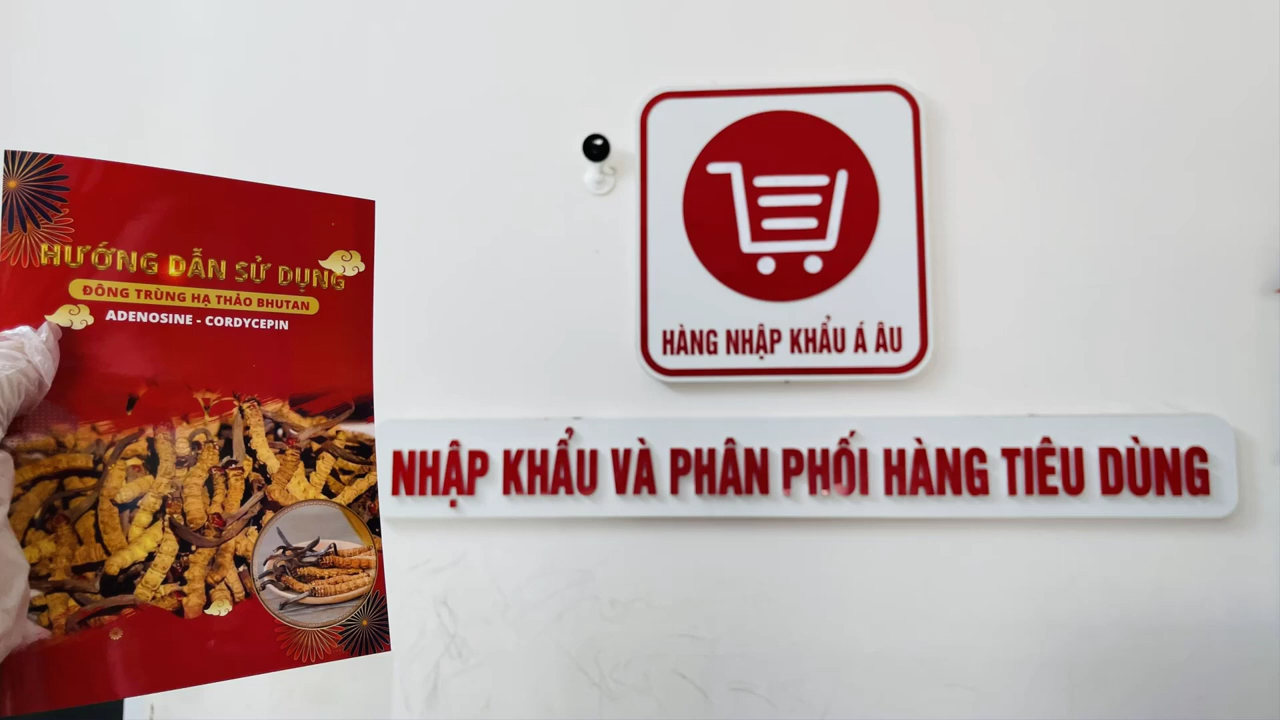 HƯỚNG DẪN SỬ DỤNG
ĐÔNG TRÙNG HẠ THẢO BHUTAN
ADENOSINE - CORDYCEPIN
HÀNG NHẬP KHẨU Á ÂU
NHẬP KHẨU VÀ PHÂN PHỐI HÀNG TIÊU DÙNG